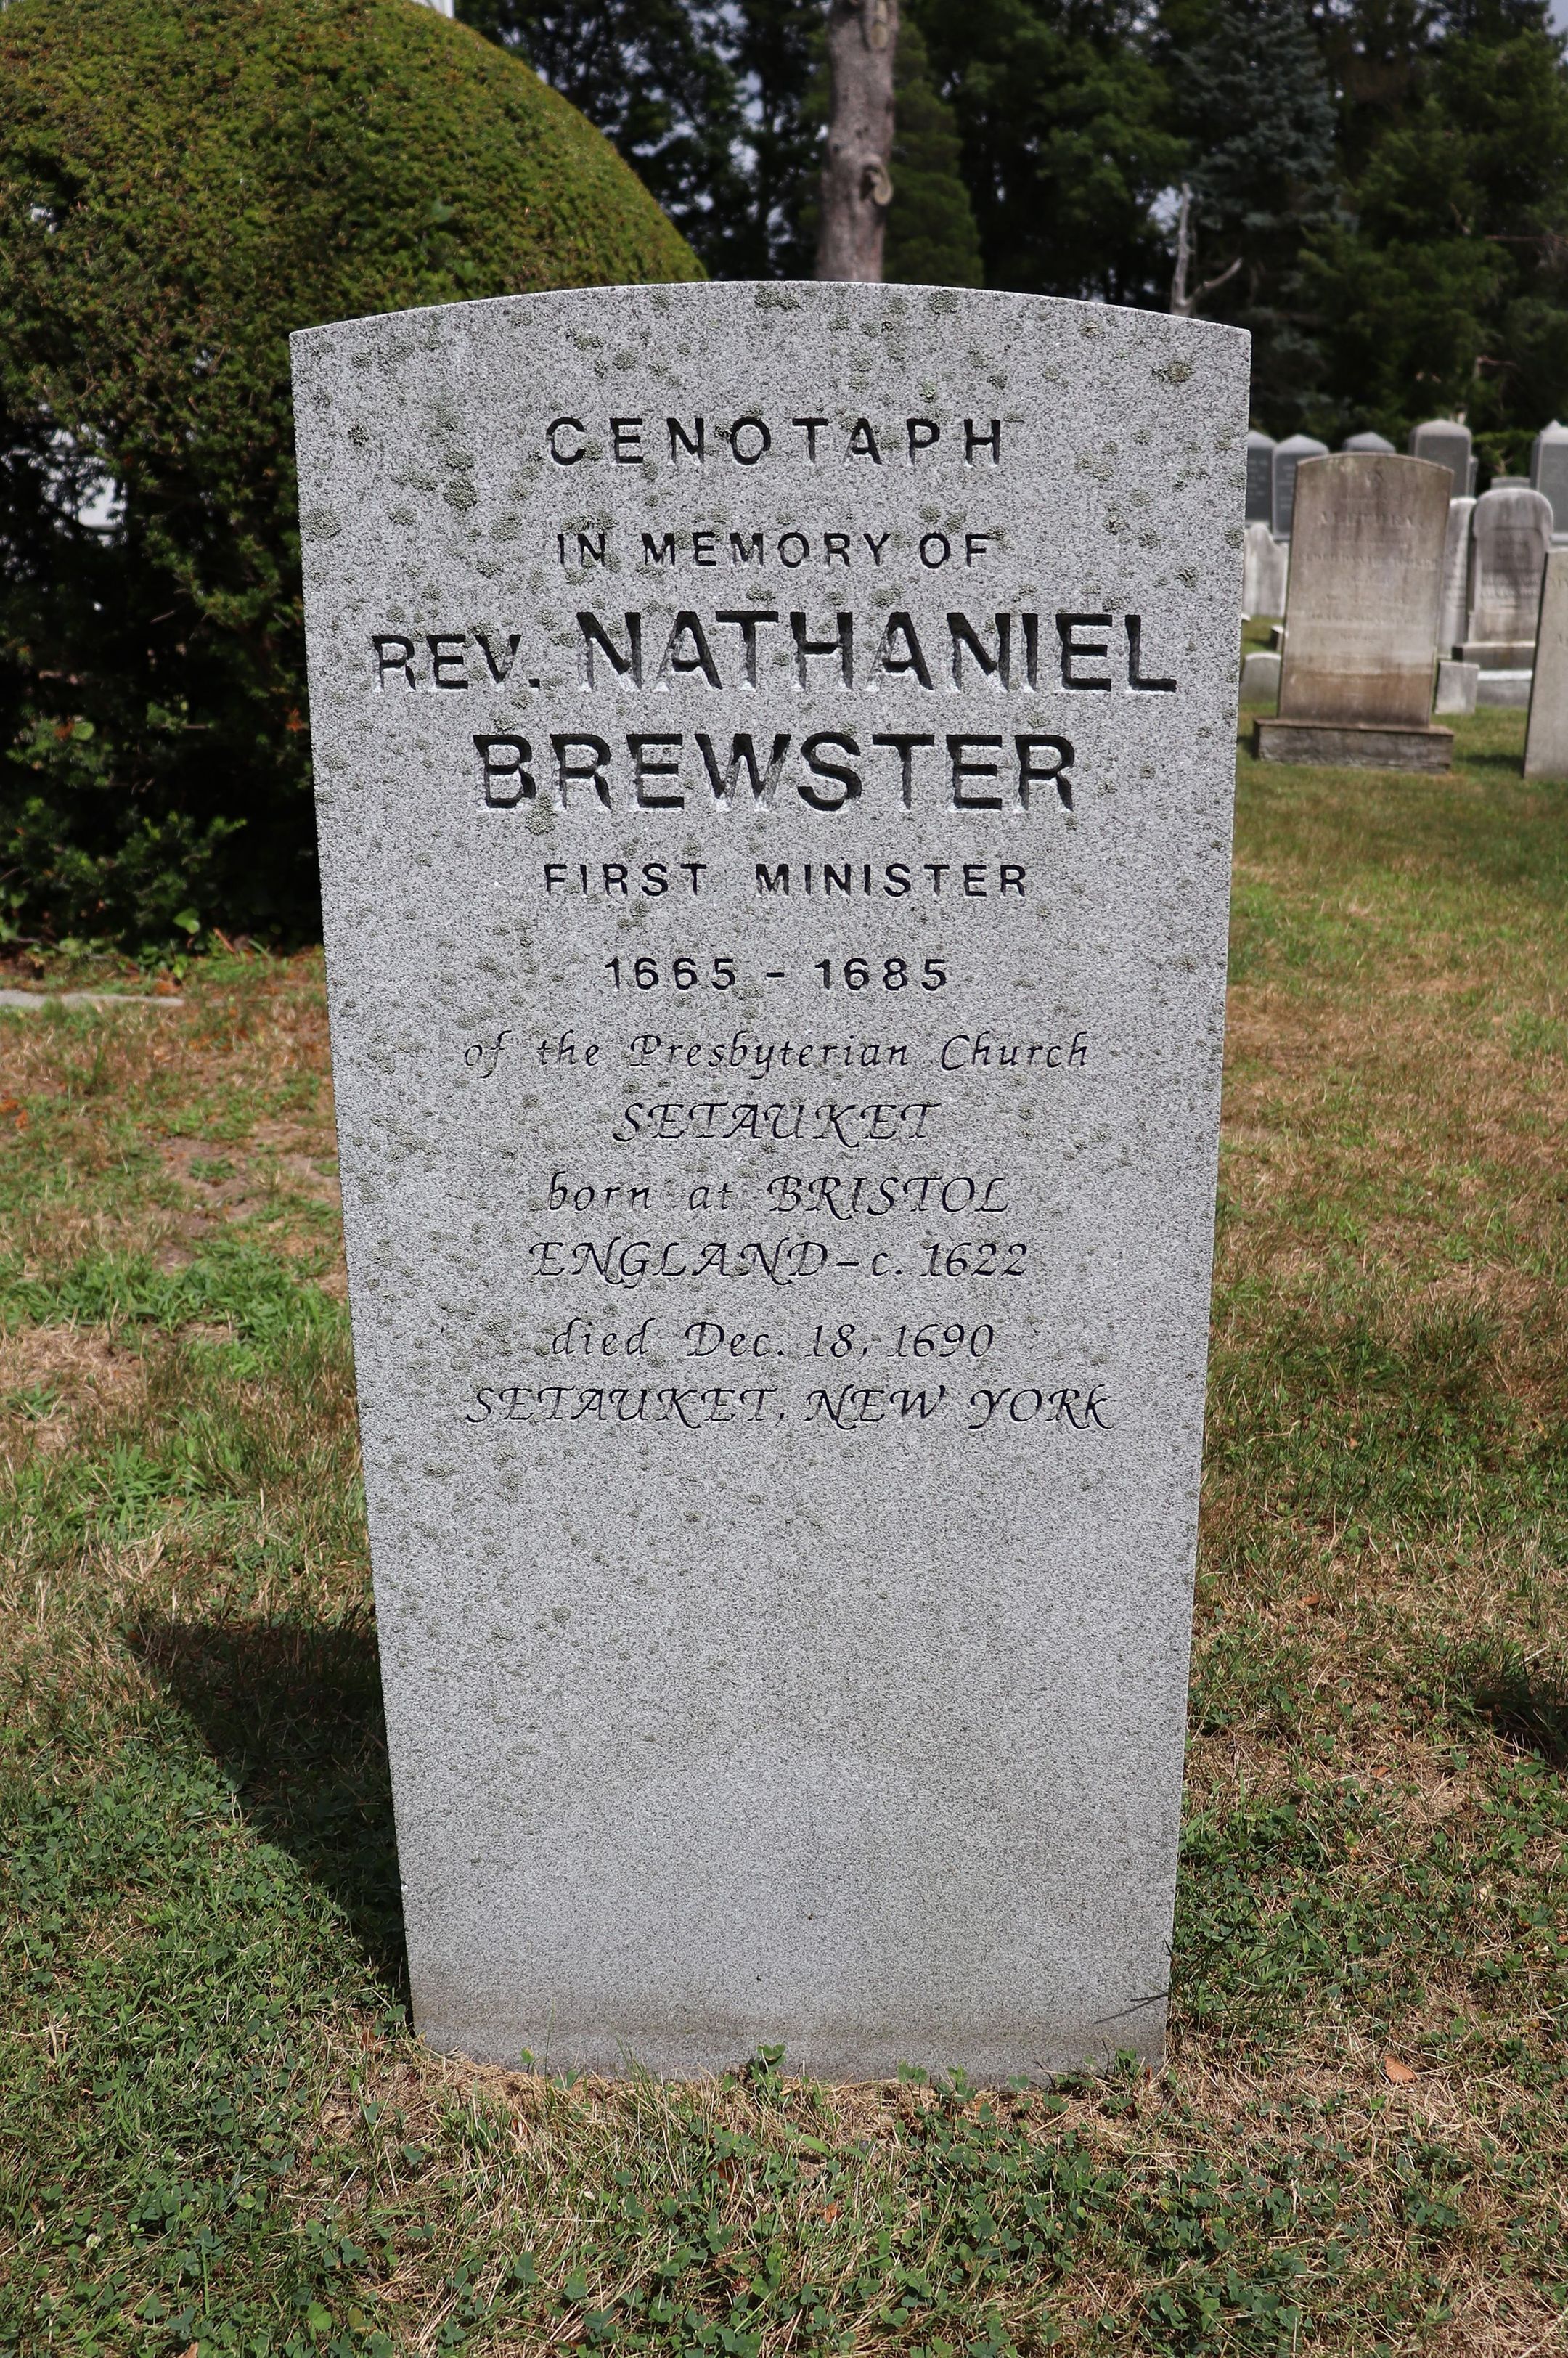 CENOTAPH
IN MEMORY OF
REV. NATHANIEL
BREWSTER
FIRST MINISTER
1665 - 1685
of the Presbyterian Church
SETAUKET
born at BRISTOL
ENGLAND-c. 1622
died Dec. 18, 1690
SETAUKET, NEW YORK